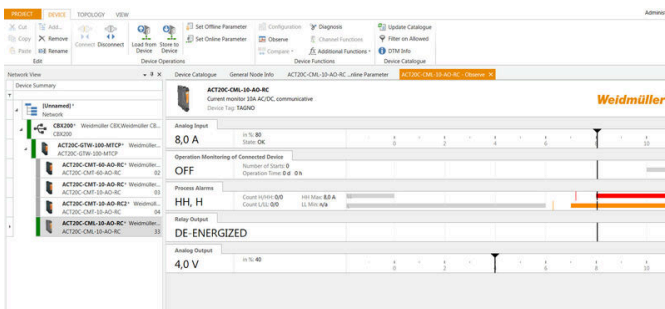 PROJECT DEVICE TOPOLOGY VIEW Adminis
Cut Add... Connect Disconnect Load from Device Store to Device Set Offline Parameter Configuration Diagnosis Update Catalogue
Copy Remove Set Online Parameter Observe Channel Functions Filter on Allowed
Paste Rename Compare Additional Functions DTM Info
Edit Device Operations Device Functions Device Catalogue
Network View Device Catalogue General Node Info ACT20C-CML-10-AO-RC ...nline Parameter ACT20C-CML-10-AO-RC - Observe
Device Summary
ACT20C-CML-10-AO-RC
Current monitor 10A AC/DC, communicative
Device Tag: TAGNO
Weidmüller
(Unnamed) *
Network
CBX200* Weidmüller CBX:Weidmüller CB...
CBX200
ACT20C-GTW-100-MTCP* Weidmüller...
ACT20C-GTW-100-MTCP
ACT20C-CMT-60-AO-RC* Weidmüller...
ACT20C-CMT-60-AO-RC 02
ACT20C-CMT-10-AO-RC* Weidmüller...
ACT20C-CMT-10-AO-RC 03
ACT20C-CMT-10-AO-RC2* Weidmüll...
ACT20C-CMT-10-AO-RC 04
ACT20C-CML-10-AO-RC* Weidmüller...
ACT20C-CML-10-AO-RC 33
Analog Input
8,0 A
in %: 80
State: OK
0 2 4 6 8 10
Operation Monitoring of Connected Device
OFF
Number of Starts: 0
Operation Time: 0 d 0 h
Process Alarms
HH, H
Count H/HH: 0/0 HH Max: 8,0 A
Count L/LL: 0/0 LL Min: n/a
Relay Output
DE-ENERGIZED
Analog Output
4,0 V
in %: 40
0 2 4 6 8 10